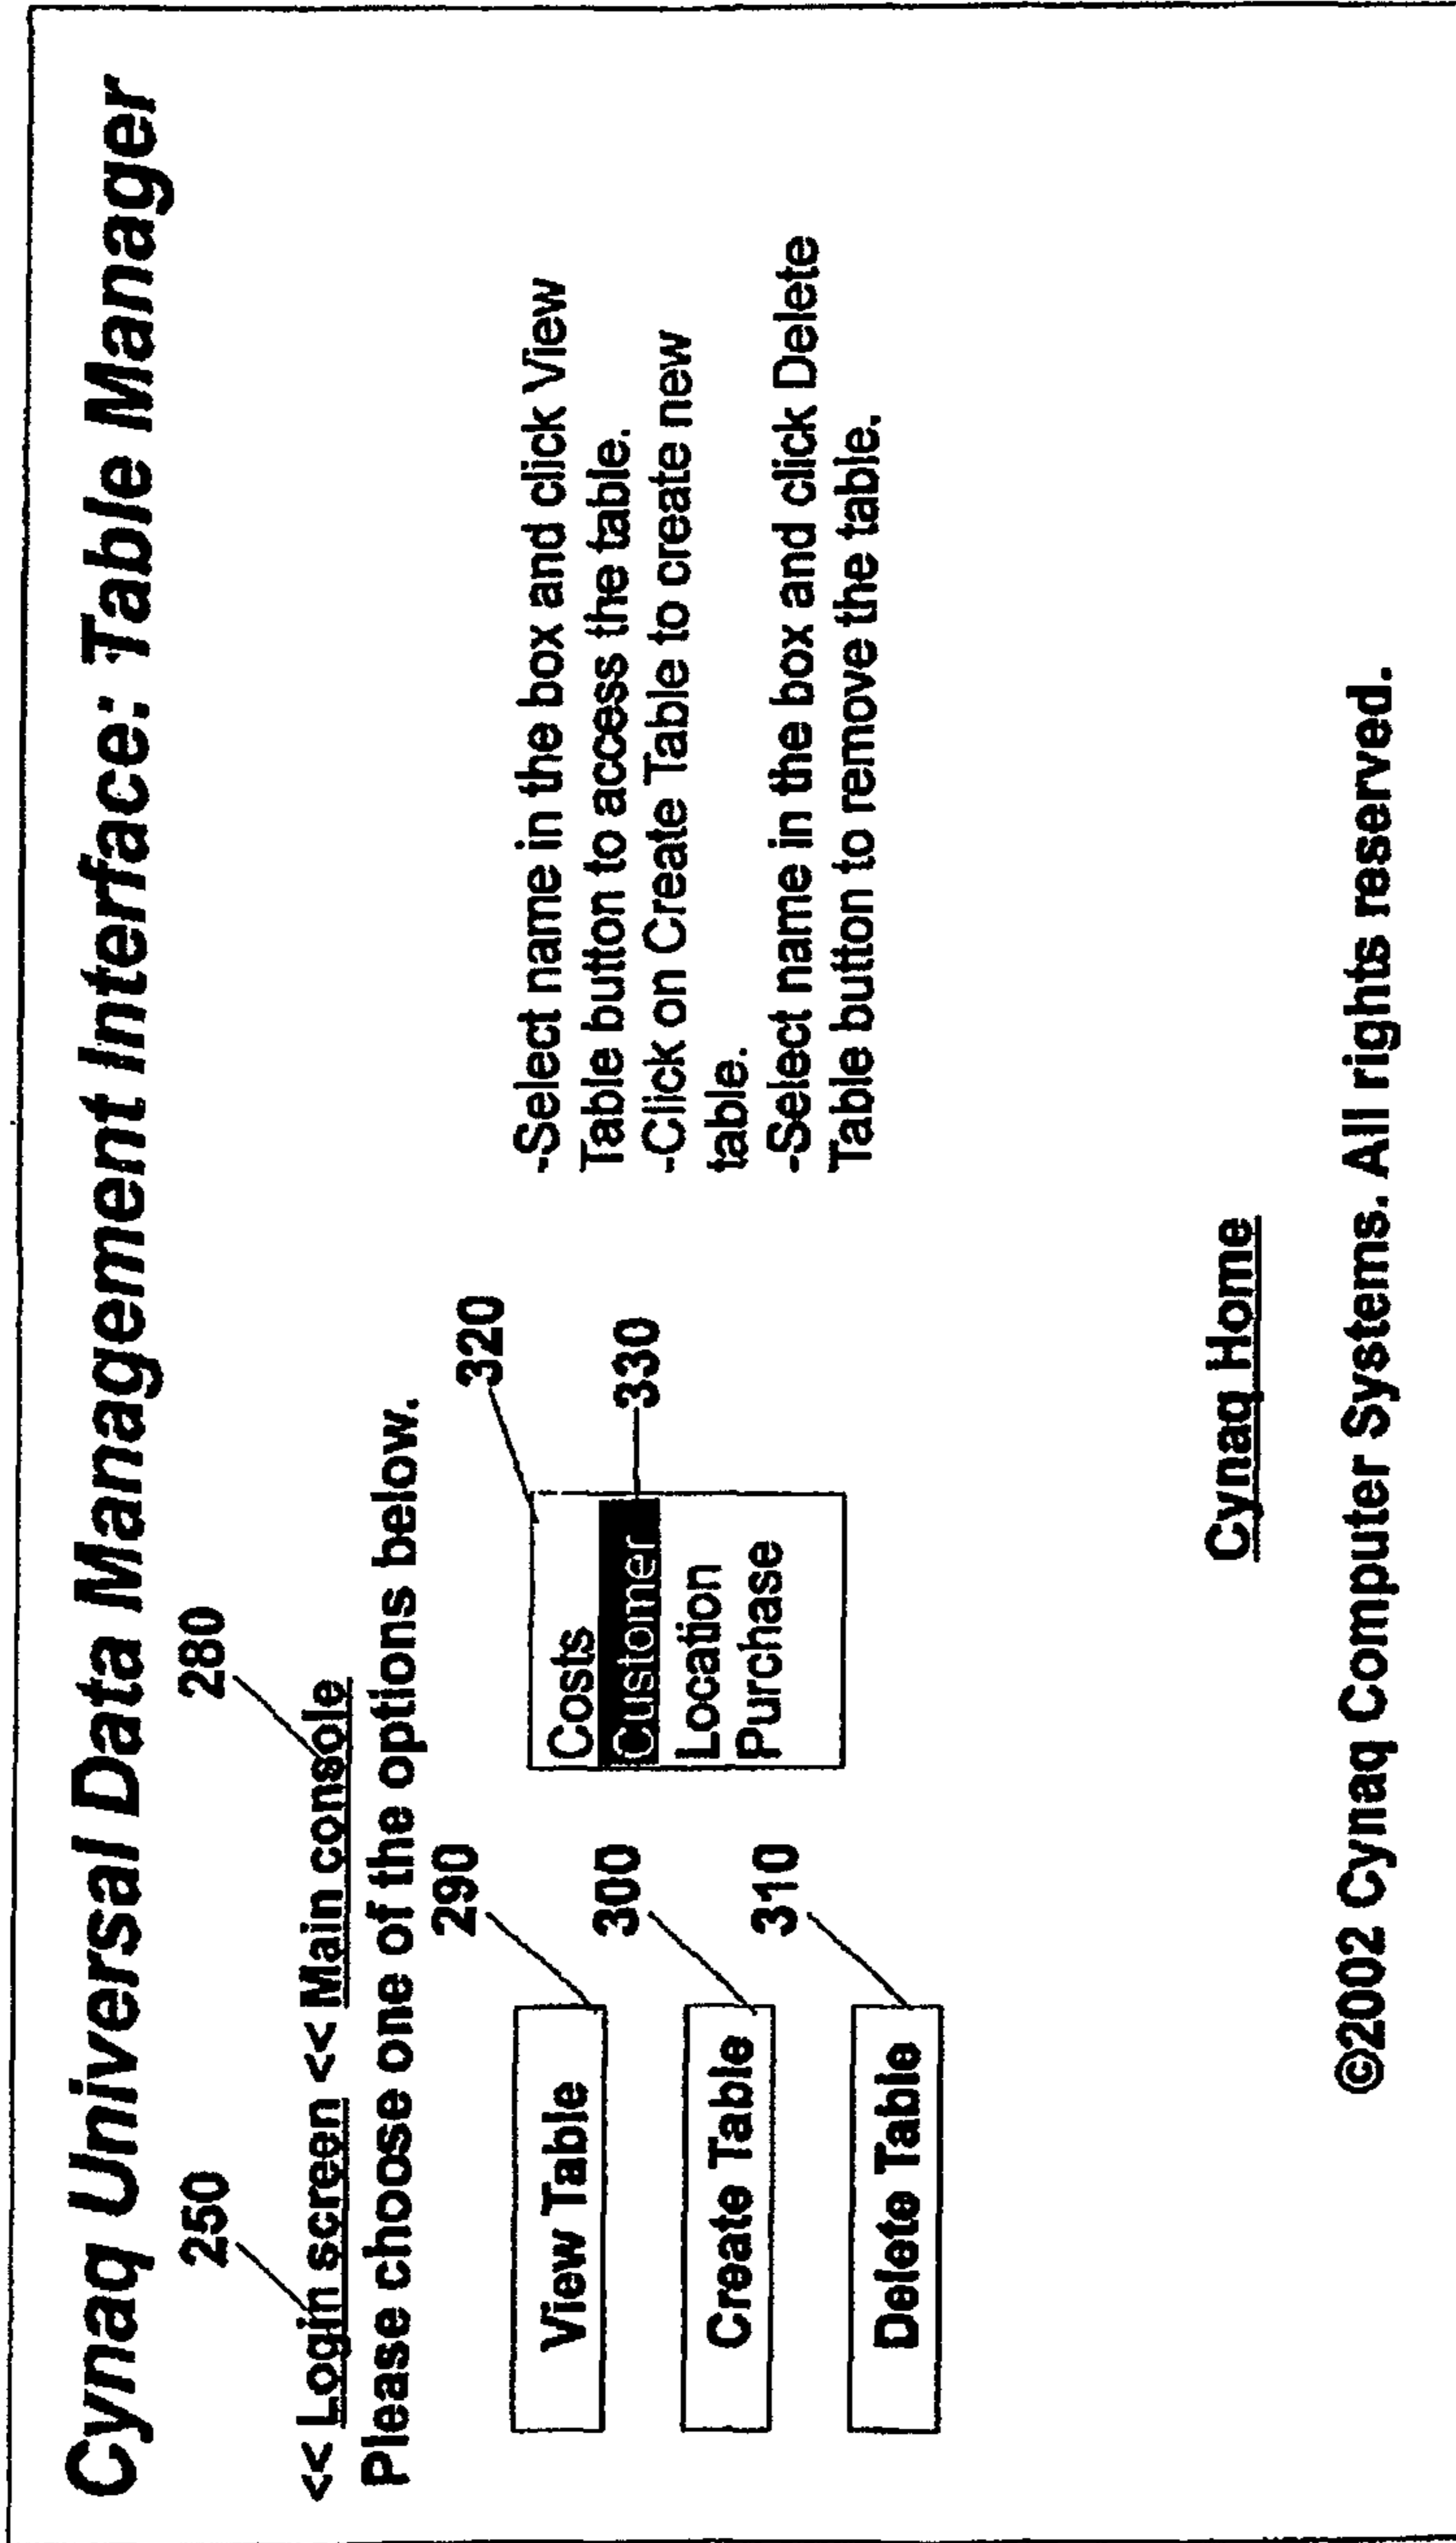 Cynaq Universal Data Management Interface: Table Manager
250
280
<< Login screen << Main console
Please choose one of the options below.
290
View Table
300
Create Table
310
Delete Table
320
Costs
330
Customer
Location
Purchase
-Select name in the box and click View
Table button to access the table.
-Click on Create Table to create new
table.
-Select name in the box and click Delete
Table button to remove the table.
Cynaq Home
©2002 Cynaq Computer Systems. All rights reserved.